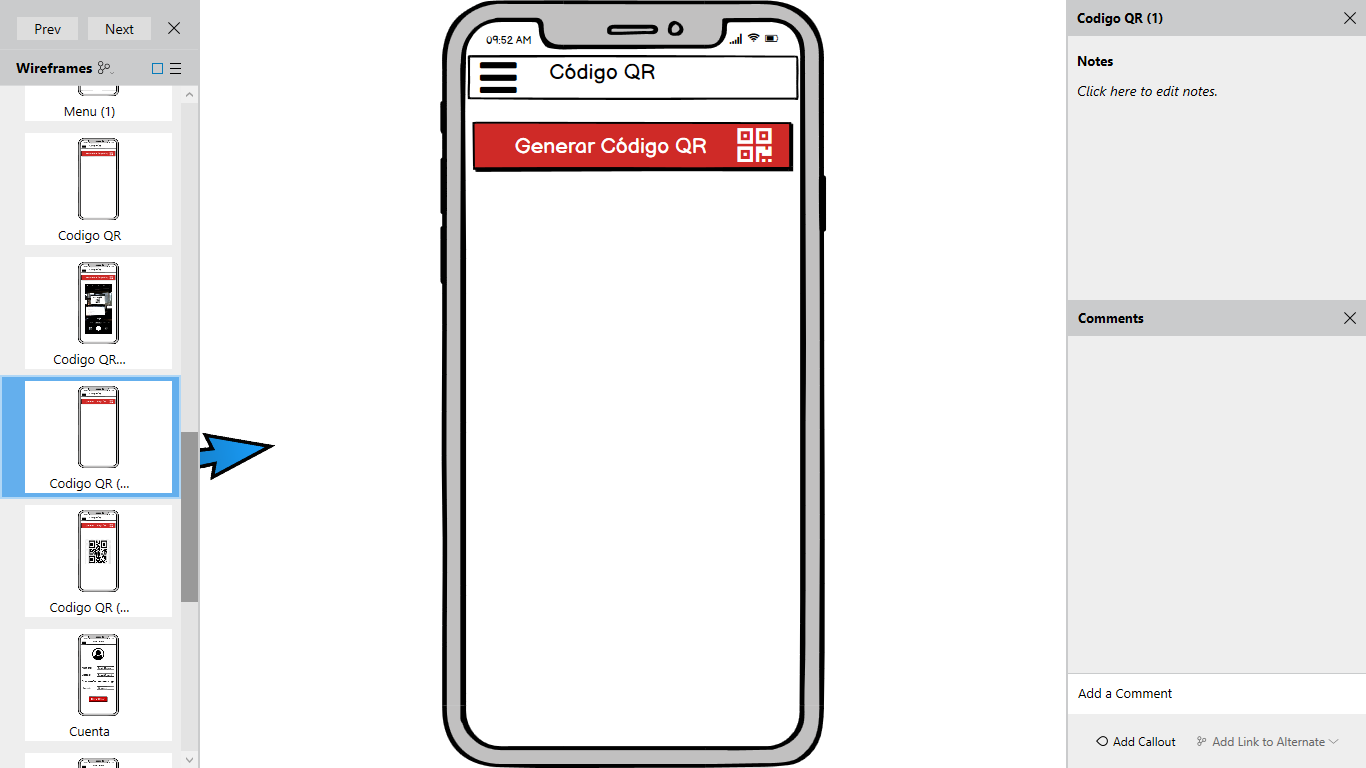 Prev
Next
Wireframes
Menu (1)
Codigo QR
Codigo QR...
Codigo QR (...
Codigo QR (...
Cuenta
09:52 AM
Código QR
Generar Código QR
Codigo QR (1)
Notes
Click here to edit notes.
Comments
Add a Comment
Add Callout
Add Link to Alternate